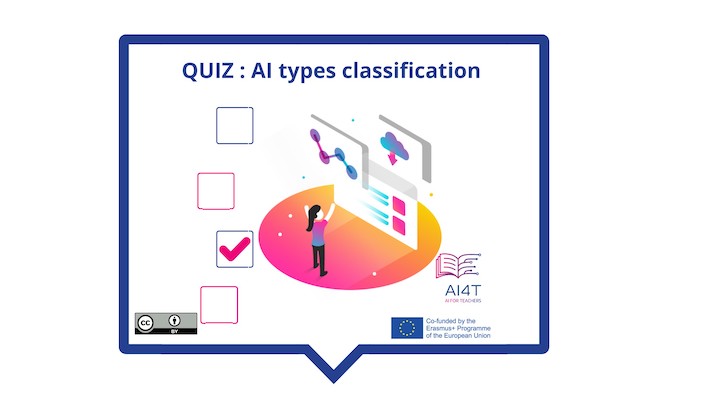 QUIZ : AI types classification
AI4T
AI FOR TEACHERS
CC
BY
Co-funded by the
Erasmus+ Programme
of the European Union